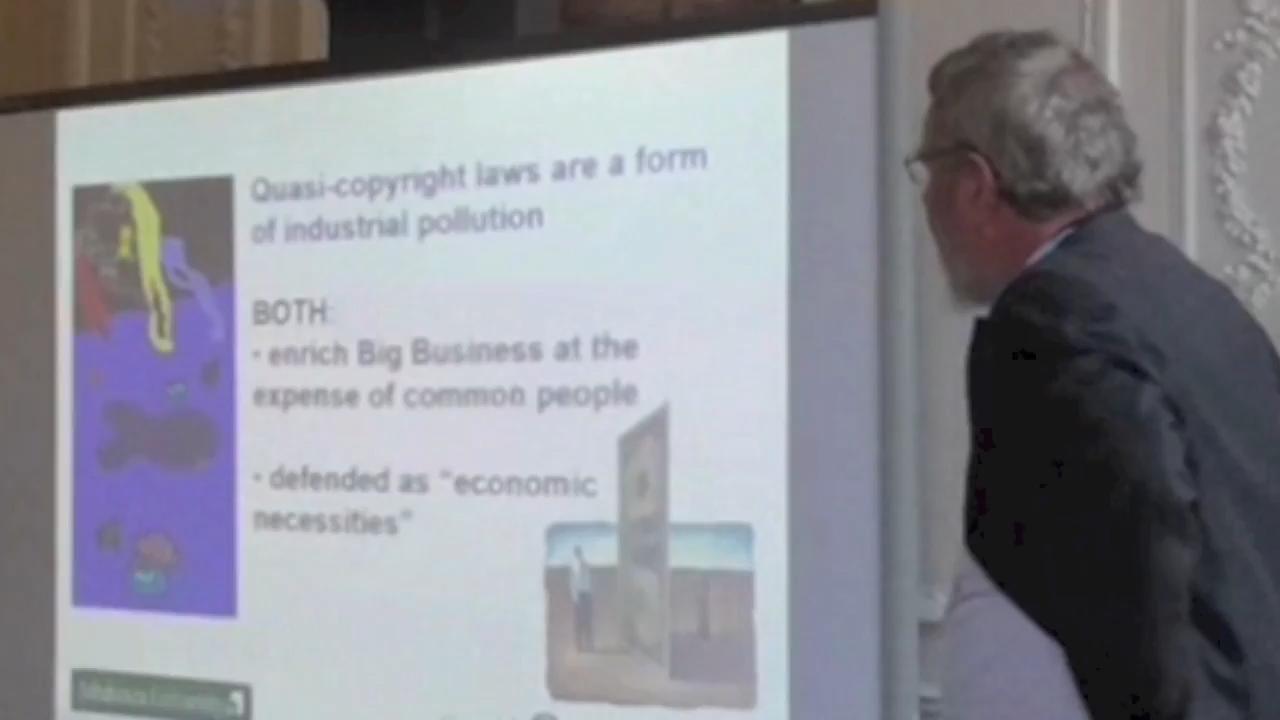 Quasi-copyright laws are a form
of industrial pollution
BOTH:
· enrich Big Business at the
expense of common people
· defended as "economic
necessities"